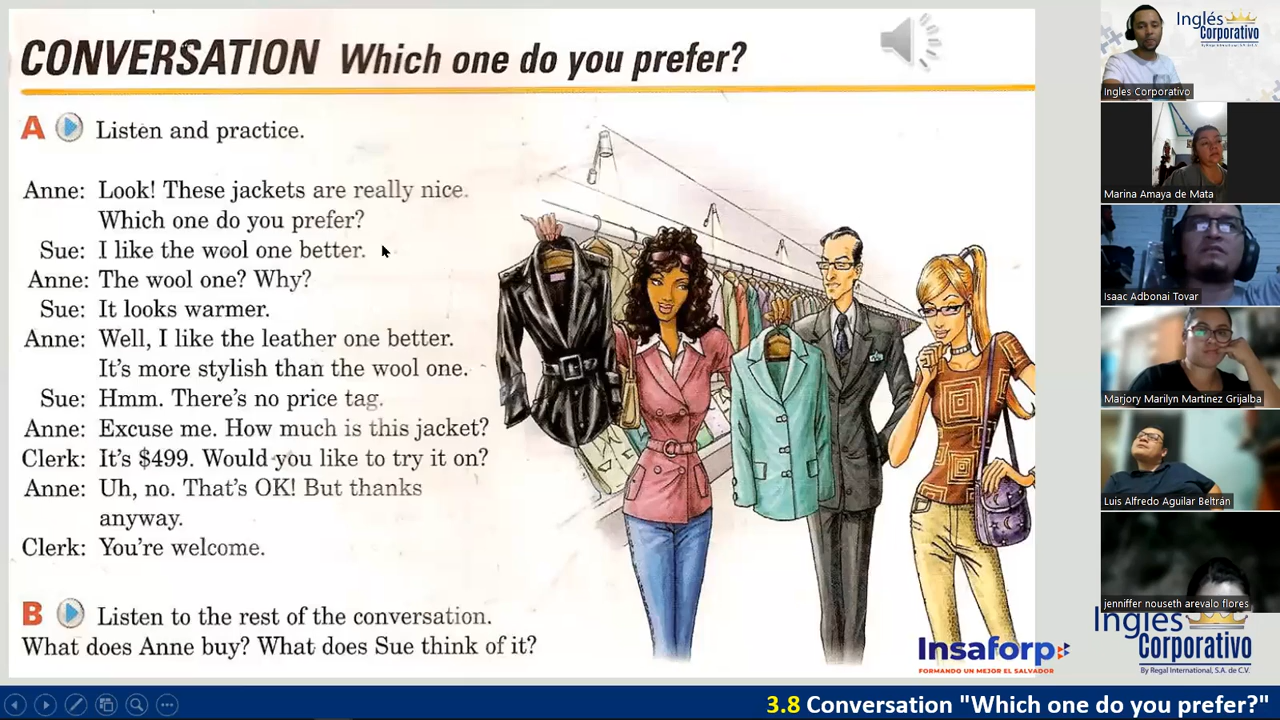 CONVERSATION Which one do you prefer?
A Listen and practice.
Anne: Look! These jackets are really nice.
Which one do you prefer?
Sue: I like the wool one better.
Anne: The wool one? Why?
Sue: It looks warmer.
Anne: Well, I like the leather one better.
It's more stylish than the wool one.
Sue: Hmm. There's no price tag.
Anne: Excuse me. How much is this jacket?
Clerk: It's $499. Would you like to try it on?
Anne: Uh, no. That's OK! But thanks
anyway.
Clerk: You're welcome.
B Listen to the rest of the conversation.
What does Anne buy? What does Sue think of it?
Insaforp
FORMANDO UN MEJOR EL SALVADOR
3.8 Conversation "Which one do you prefer?"
Inglés
Corporativo
By Regal International, S.A. de C.V.
Ingles Corporativo
Marina Amaya de Mata
Isaac Adbonai Tovar
Marjory Marilyn Martinez Grijalba
Luis Alfredo Aguilar Beltrán
jenniffer nouseth arevalo flores
Inglés
Corporativo
By Regal International, S.A. de C.V.